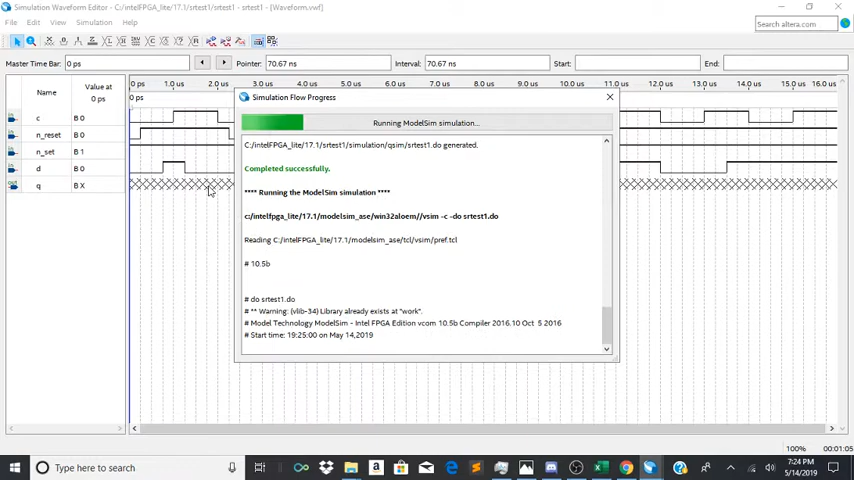 Simulation Waveform Editor - C:/intelFPGA_lite/17.1/srtest1/srtest1/srtest1 - [Waveform.vwf]
File Edit View Simulation Help
Search altera.com
Master Time Bar: 0 ps Pointer: 70.67 ns Interval: 70.67 ns Start: End:
Name Value at 0 ps
0 ps 1.0 us 2.0 us 3.0 us 4.0 us 5.0 us 6.0 us 7.0 us 8.0 us 9.0 us 10.0 us 11.0 us 12.0 us 13.0 us 14.0 us 15.0 us 16.0 us
0 ps
c B 0
n_reset B 0
n_set B 1
d B 0
q B X
Simulation Flow Progress
Running ModelSim simulation...
C:/intelFPGA_lite/17.1/srtest1/simulation/qsim/srtest1.do generated.
Completed successfully.
**** Running the ModelSim simulation ****
c:/intelfpga_lite/17.1/modelsim_ase/win32aloem//vsim -c -do srtest1.do
Reading C:/intelFPGA_lite/17.1/modelsim_ase/tcl/vsim/pref.tcl
# 10.5b
# do srtest1.do
# ** Warning: (vlib-34) Library already exists at "work".
# Model Technology ModelSim - Intel FPGA Edition vcom 10.5b Compiler 2016.10 Oct 5 2016
# Start time: 19:25:00 on May 14,2019
100% 00:01:05
Type here to search
7:24 PM
5/14/2019